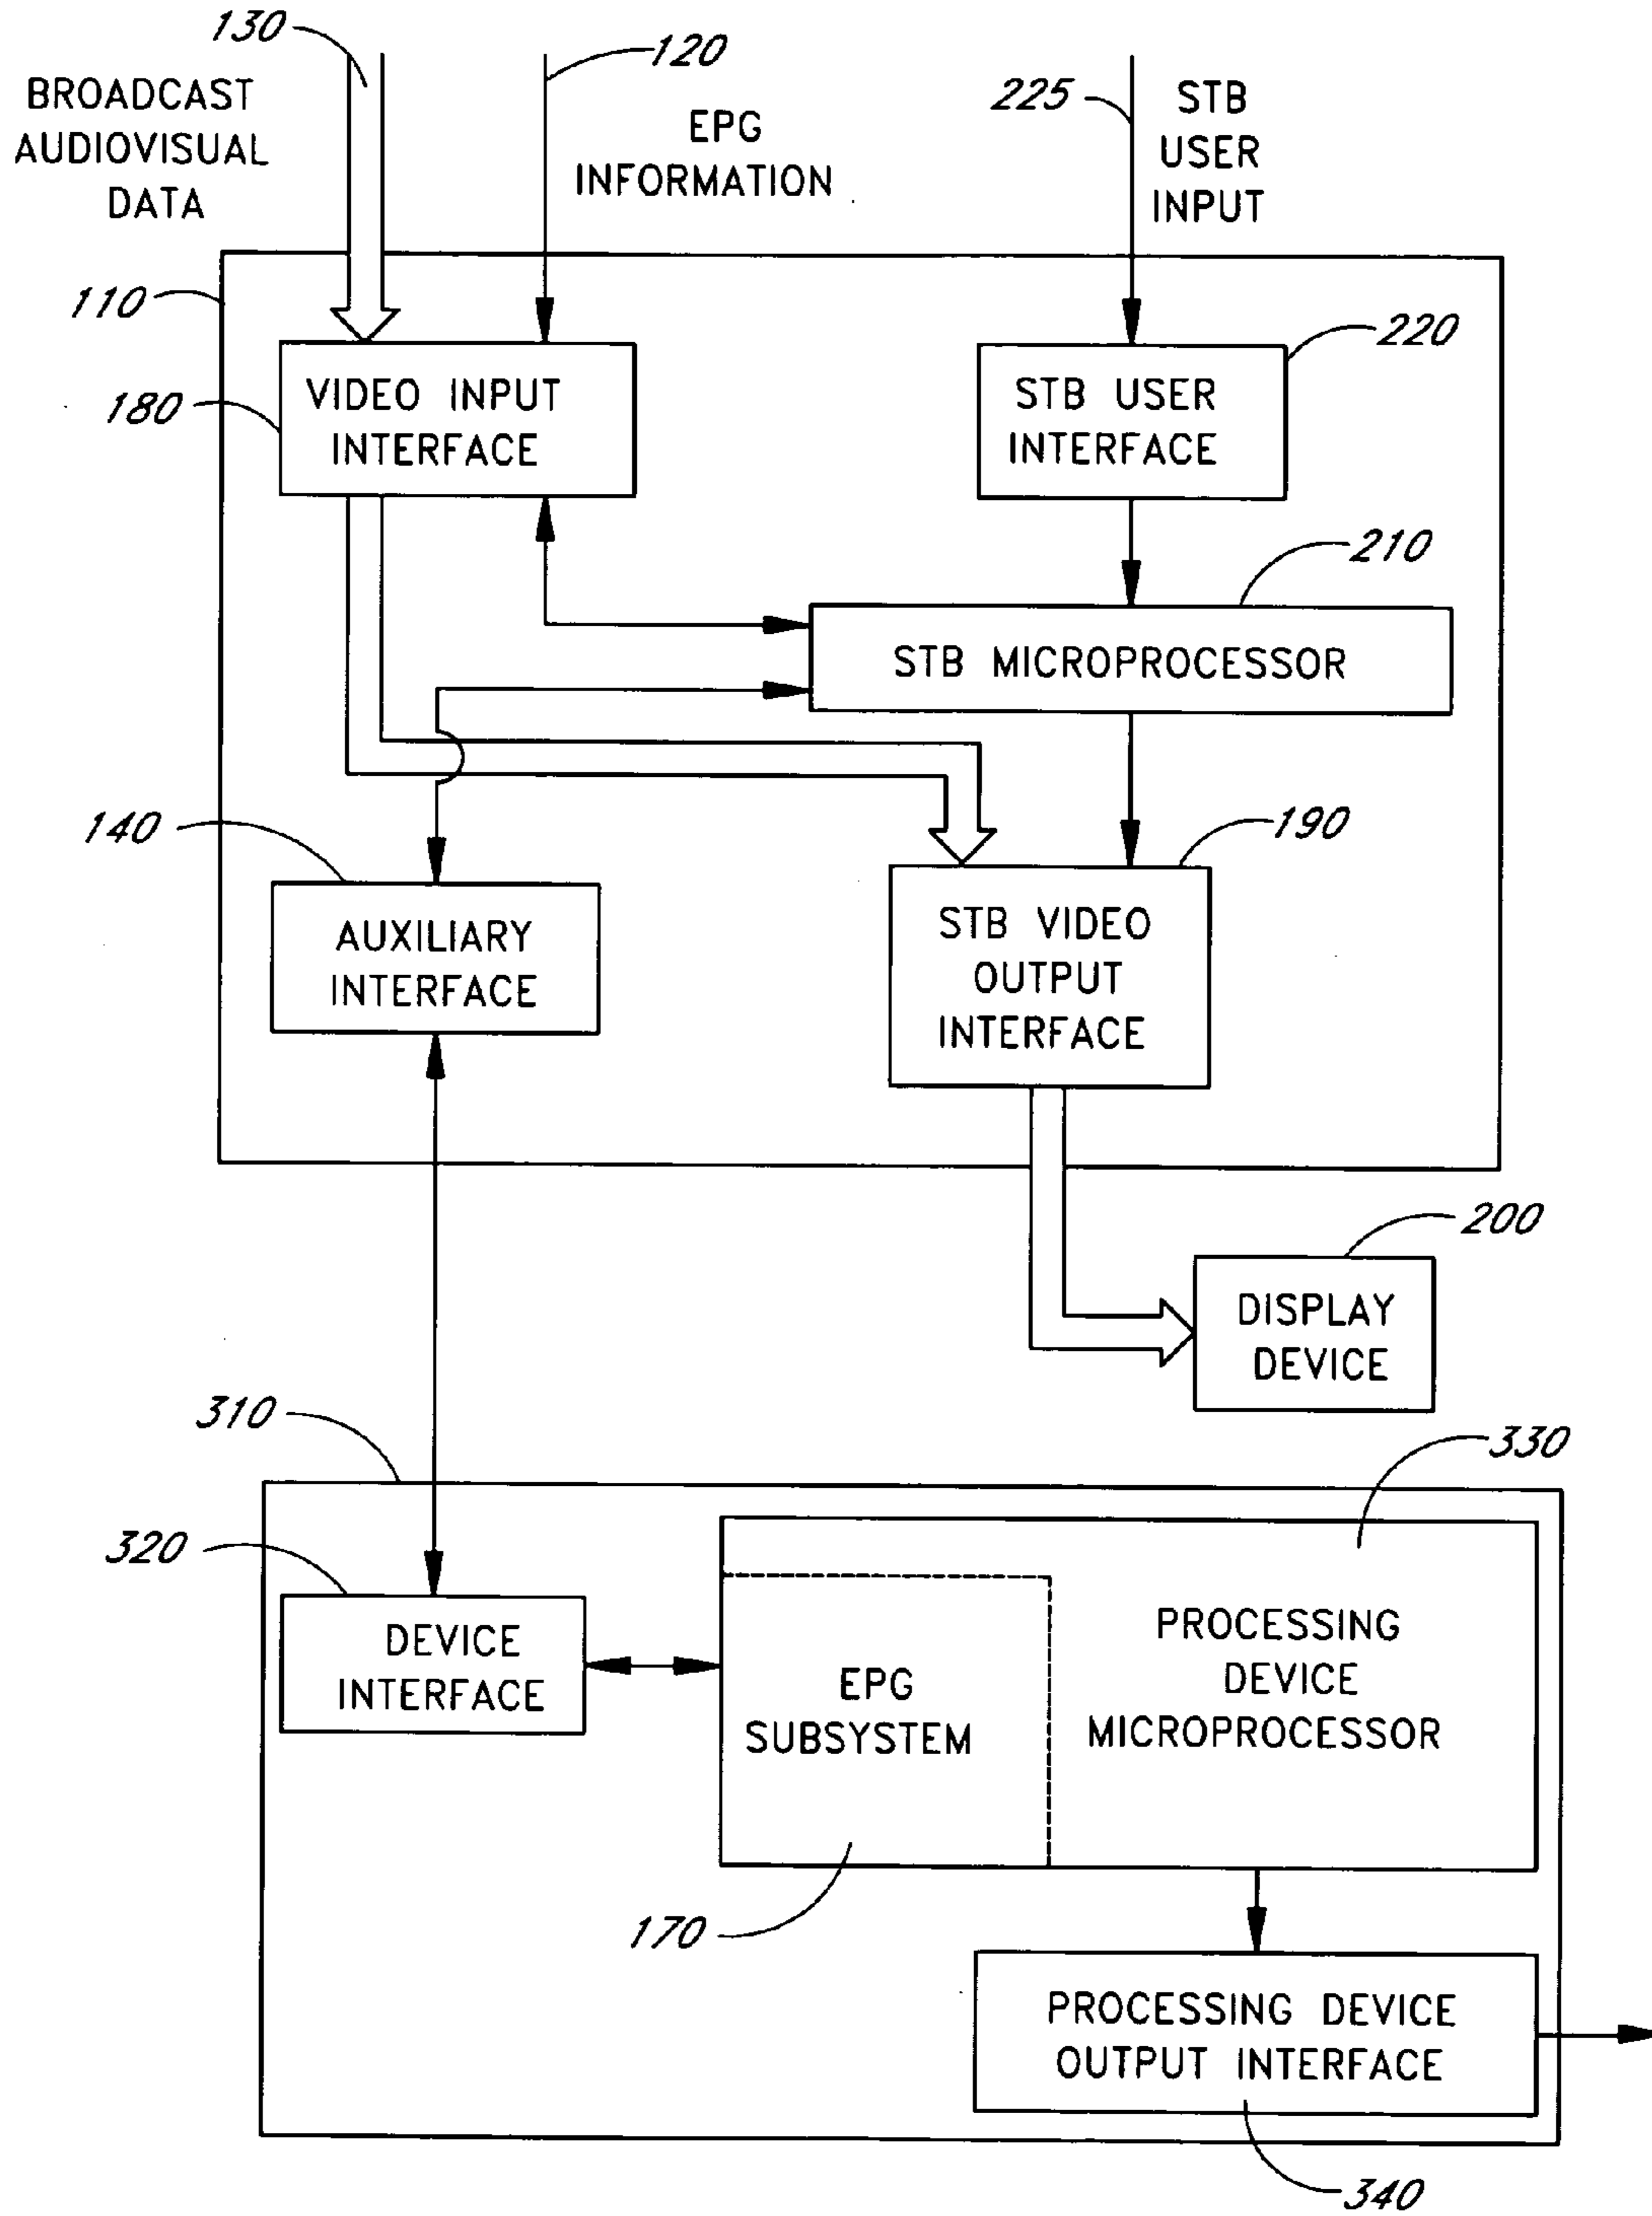 130
120
BROADCAST
AUDIOVISUAL
DATA
EPG
INFORMATION
225
STB
USER
INPUT
110
220
180
VIDEO INPUT
INTERFACE
STB USER
INTERFACE
210
STB MICROPROCESSOR
140
190
AUXILIARY
INTERFACE
STB VIDEO
OUTPUT
INTERFACE
200
DISPLAY
DEVICE
310
330
320
DEVICE
INTERFACE
EPG
SUBSYSTEM
PROCESSING
DEVICE
MICROPROCESSOR
170
PROCESSING DEVICE
OUTPUT INTERFACE
340